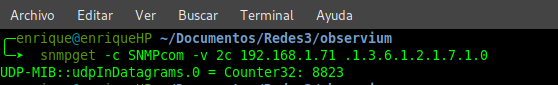 Archivo Editar Ver Buscar Terminal Ayuda
enrique@enriqueHP ~/Documentos/Redes3/observium
snmpget -c SNMPcom -v 2c 192.168.1.71 .1.3.6.1.2.1.7.1.0
UDP-MIB::udpInDatagrams.0 = Counter32: 8823